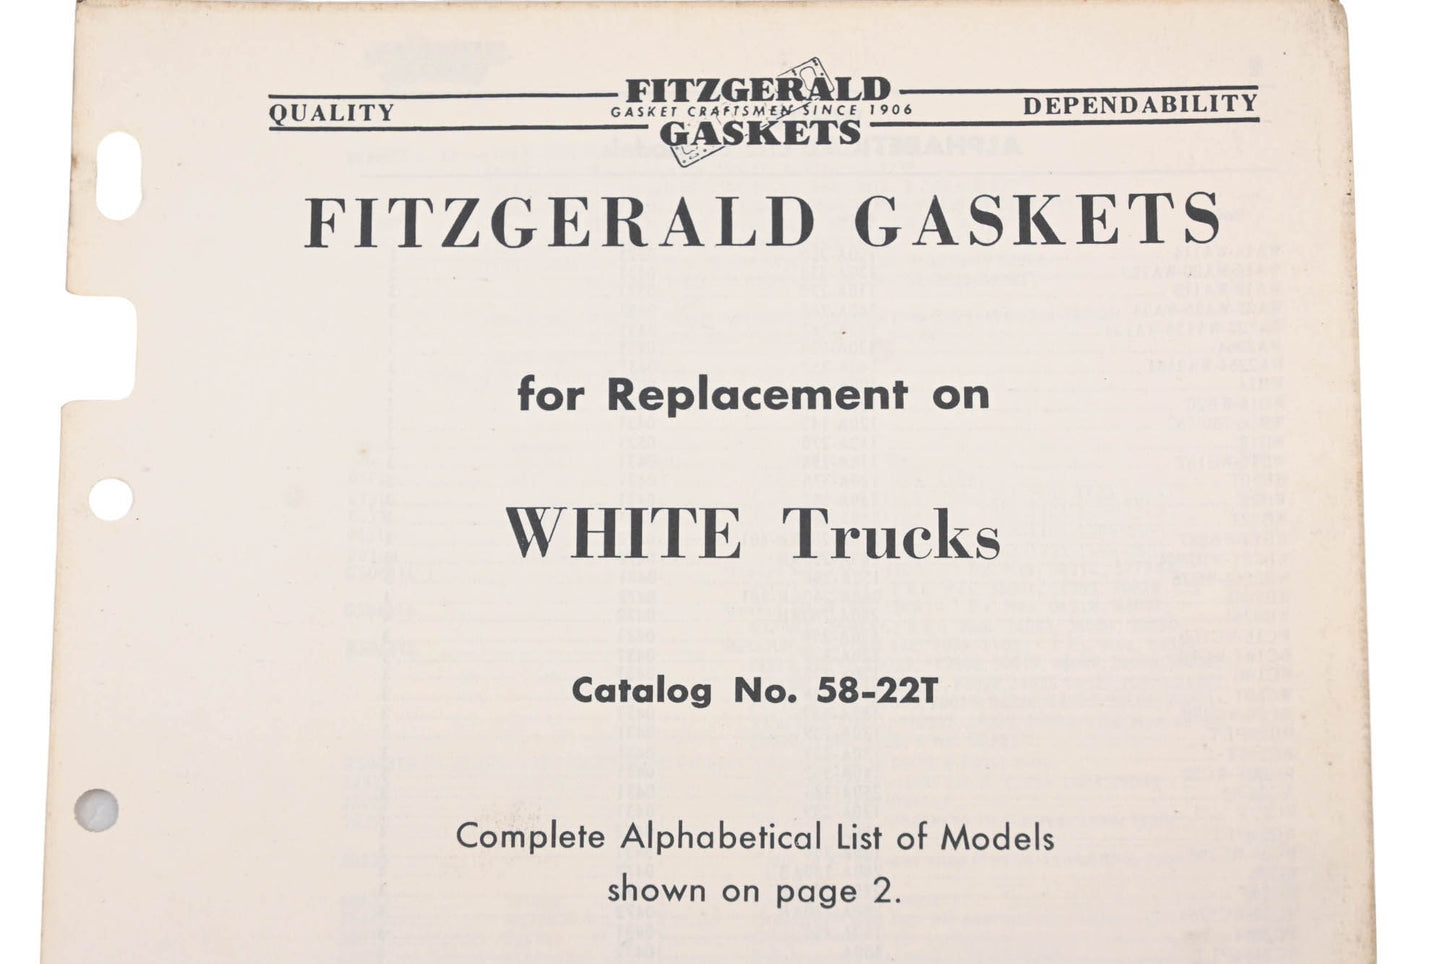 QUALITY
FITZGERALD
GASKET CRAFTSMEN SINCE 1906
GASKETS
DEPENDABILITY
FITZGERALD GASKETS
for Replacement on
WHITE Trucks
Catalog No. 58-22T
Complete Alphabetical List of Models
shown on page 2.